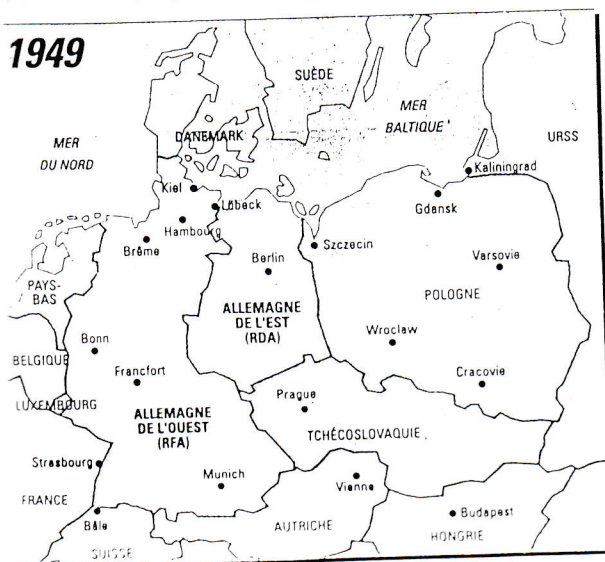 1949
SUÈDE
MER
BALTIQUE
URSS
MER
DU NORD
DANEMARK
Kaliningrad
Kiel
Lübeck
Gdansk
Hambourg
Brême
Szczecin
Berlin
Varsovie
PAYS-
BAS
POLOGNE
ALLEMAGNE
DE L'EST
(RDA)
Bonn
Wroclaw
BELGIQUE
Francfort
Cracovie
Prague
LUXEMBOURG
ALLEMAGNE
DE L'OUEST
(RFA)
TCHÉCOSLOVAQUIE
Strasbourg
Munich
Vienne
FRANCE
Bâle
AUTRICHE
Budapest
HONGRIE
SUISSE